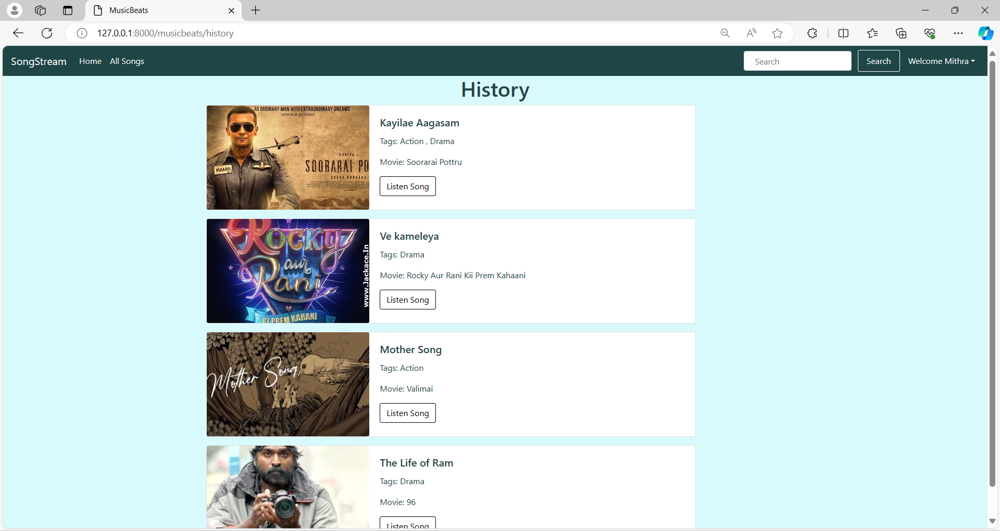 MusicBeats
127.0.0.1:8000/musicbeats/history
SongStream
Home
All Songs
Search
Search
Welcome Mithra
History
AN ORDINARY MAN WITH EXTRAORDINARY DREAMS
DESIGN @ A2 STUDIO
SURIYA
SOORARAI PO
SUDHA KONGARA
MAARA
Kayilae Aagasam
Tags: Action , Drama
Movie: Soorarai Pottru
Listen Song
ROCKY
aur
Rani
KI PREM KAHANI
www.Jackace.In
Ve kameleya
Tags: Drama
Movie: Rocky Aur Rani Kii Prem Kahaani
Listen Song
Mother Song
Mother Song
Tags: Action
Movie: Valimai
Listen Song
The Life of Ram
Tags: Drama
Movie: 96
Listen Song